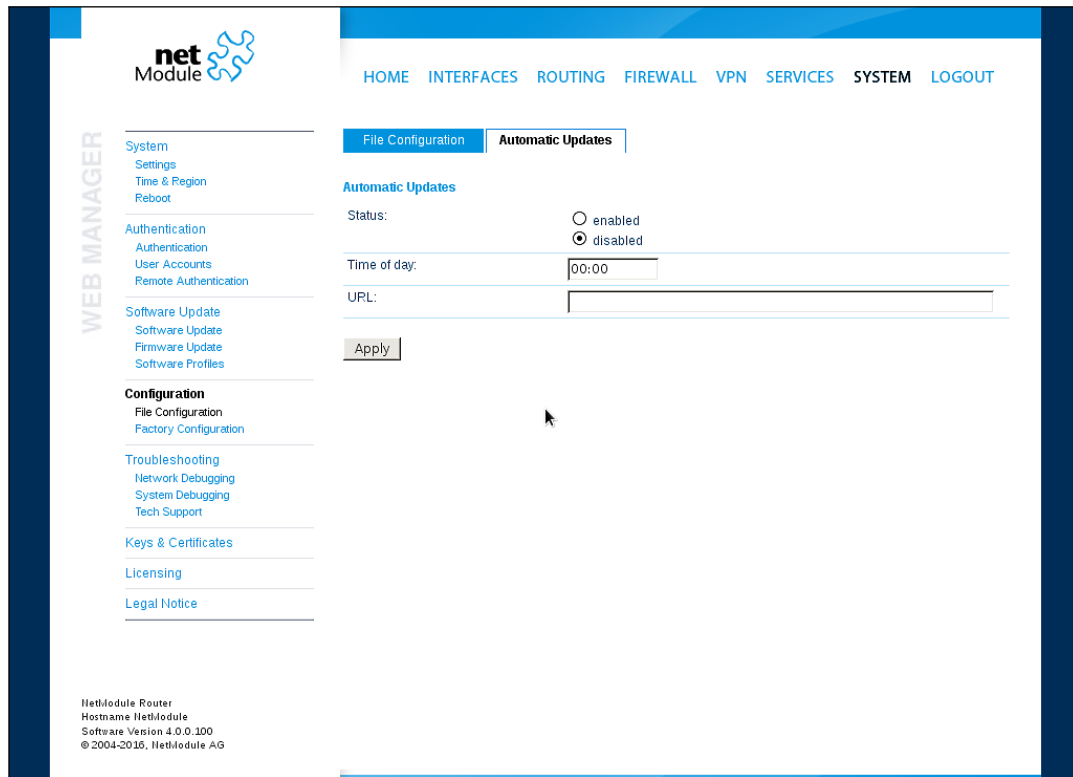 net
Module
HOME INTERFACES ROUTING FIREWALL VPN SERVICES SYSTEM LOGOUT
WEB MANAGER
System
Settings
Time & Region
Reboot
Authentication
Authentication
User Accounts
Remote Authentication
Software Update
Software Update
Firmware Update
Software Profiles
Configuration
File Configuration
Factory Configuration
Troubleshooting
Network Debugging
System Debugging
Tech Support
Keys & Certificates
Licensing
Legal Notice
File Configuration Automatic Updates
Automatic Updates
Status:
enabled
disabled
Time of day: 00:00
URL:
Apply
NetModule Router
Hostname NetModule
Software Version 4.0.0.100
© 2004-2016, NetModule AG